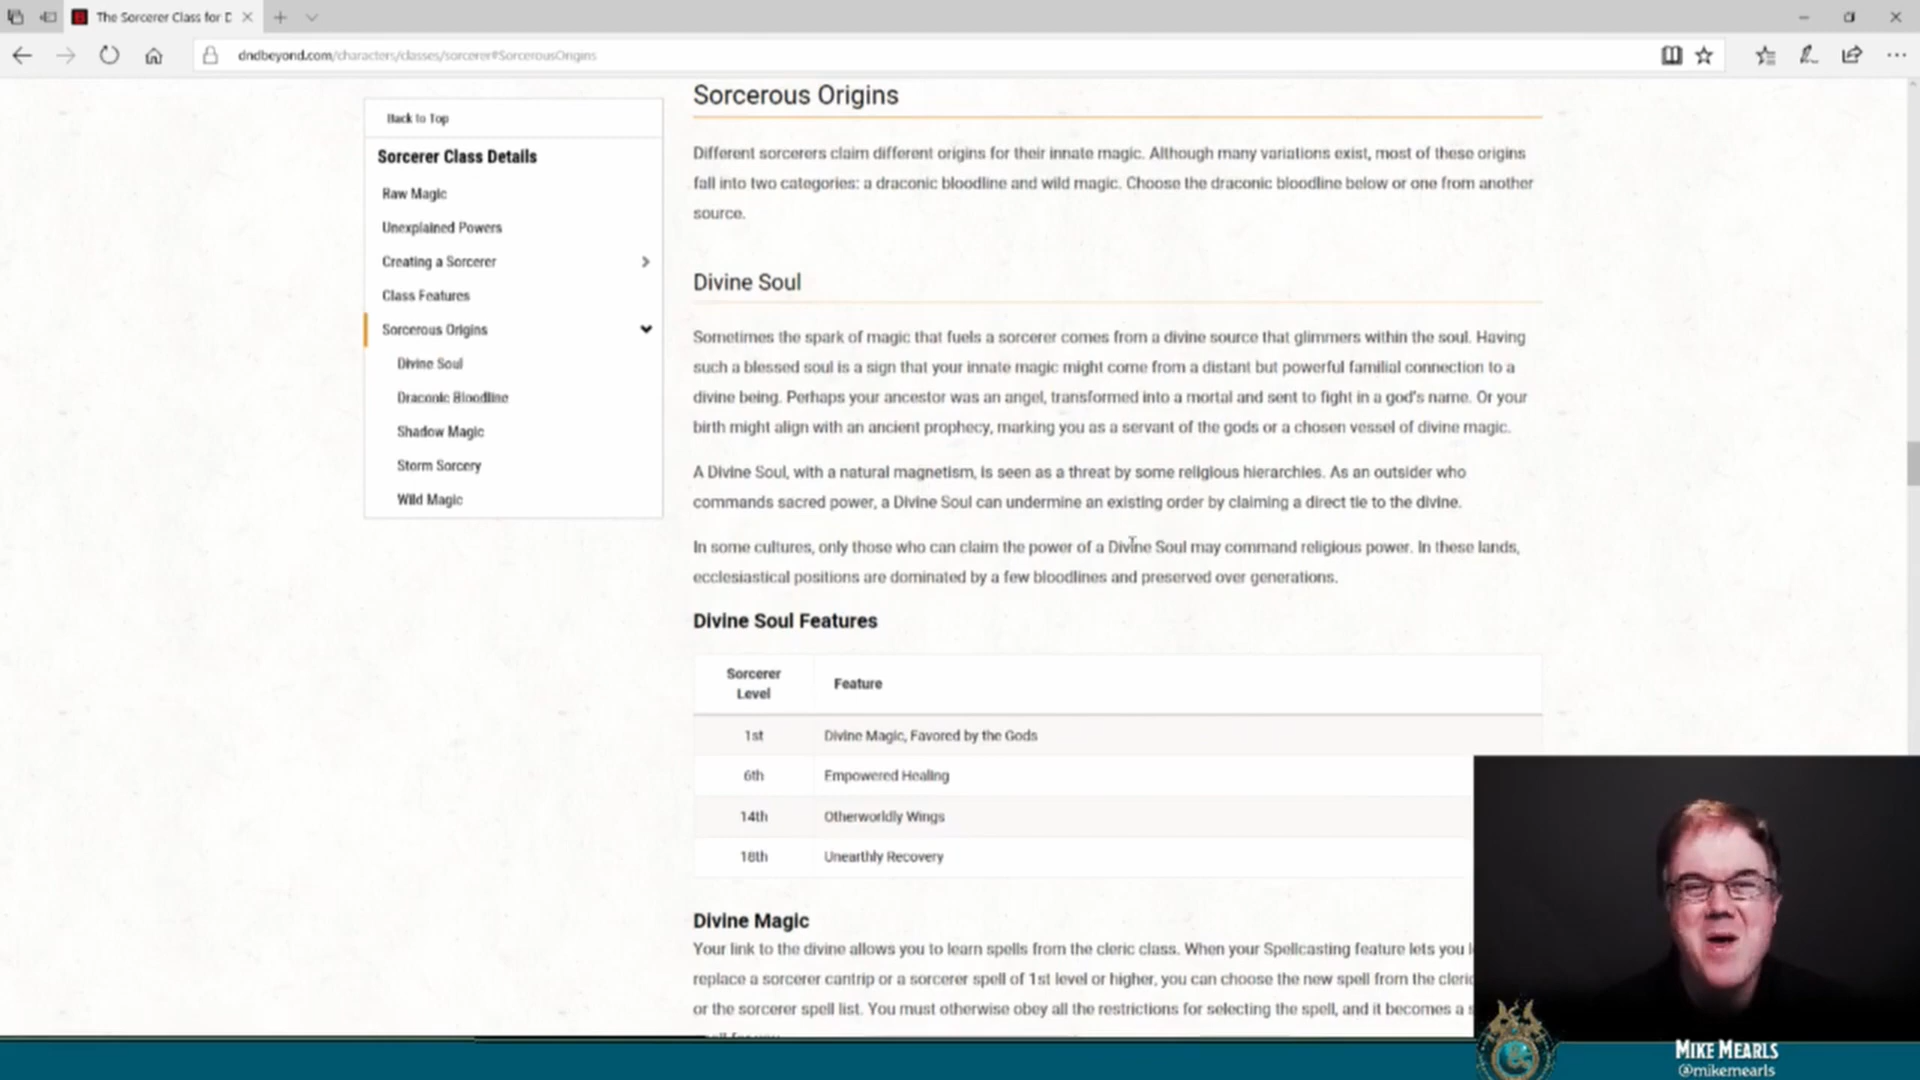 The Sorcerer Class for D
dndbeyond.com/characters/classes/sorcerer#SorcerousOrigins
Back to Top
Sorcerer Class Details
Raw Magic
Unexplained Powers
Creating a Sorcerer
Class Features
Sorcerous Origins
Divine Soul
Draconic Bloodline
Shadow Magic
Storm Sorcery
Wild Magic
Sorcerous Origins
Different sorcerers claim different origins for their innate magic. Although many variations exist, most of these origins
fall into two categories: a draconic bloodline and wild magic. Choose the draconic bloodline below or one from another
source.
Divine Soul
Sometimes the spark of magic that fuels a sorcerer comes from a divine source that glimmers within the soul. Having
such a blessed soul is a sign that your innate magic might come from a distant but powerful familial connection to a
divine being. Perhaps your ancestor was an angel, transformed into a mortal and sent to fight in a god's name. Or your
birth might align with an ancient prophecy, marking you as a servant of the gods or a chosen vessel of divine magic.
A Divine Soul, with a natural magnetism, is seen as a threat by some religious hierarchies. As an outsider who
commands sacred power, a Divine Soul can undermine an existing order by claiming a direct tie to the divine.
In some cultures, only those who can claim the power of a Divine Soul may command religious power. In these lands,
ecclesiastical positions are dominated by a few bloodlines and preserved over generations.
Divine Soul Features
Sorcerer
Level
Feature
1st Divine Magic, Favored by the Gods
6th Empowered Healing
14th Otherworldly Wings
18th Unearthly Recovery
Divine Magic
Your link to the divine allows you to learn spells from the cleric class. When your Spellcasting feature lets you
replace a sorcerer cantrip or a sorcerer spell of 1st level or higher, you can choose the new spell from the cleric
or the sorcerer spell list. You must otherwise obey all the restrictions for selecting the spell, and it becomes a
MIKE MEARLS
@mikemearls